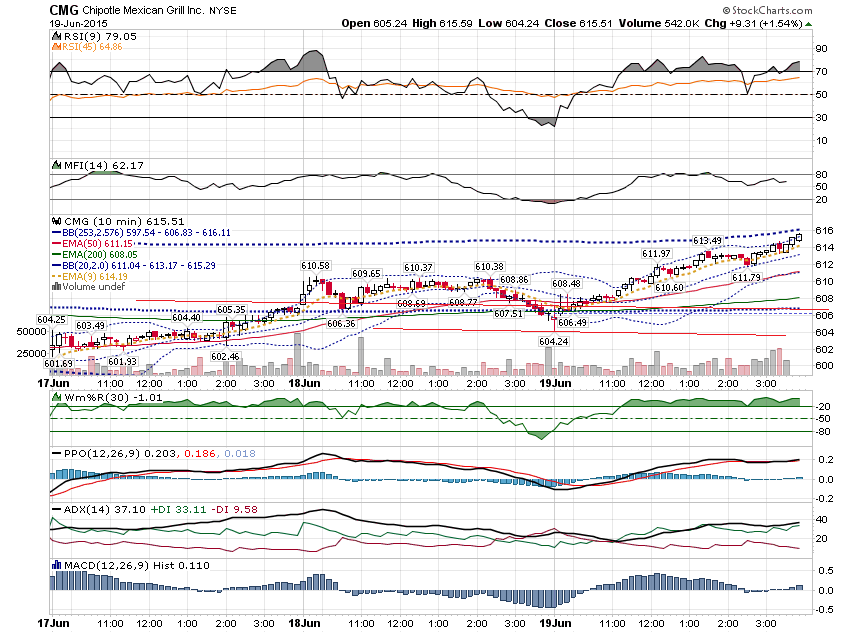 CMG Chipotle Mexican Grill Inc. NYSE © StockCharts.com
19-Jun-2015 Open 605.24 High 615.59 Low 604.24 Close 615.51 Volume 542.0K Chg +9.31 (+1.54%)
RSI(9) 79.05
RSI(45) 64.86
90
70
50
30
10
MFI(14) 62.17
80
50
20
CMG (10 min) 615.51
BB(253,2.576) 597.54 - 606.83 - 616.11
EMA(50) 611.15
EMA(200) 608.05
BB(20,2.0) 611.04 - 613.17 - 615.29
EMA(9) 614.19
Volume undef
616
614
612
610
608
606
604
602
600
50000
25000
604.25
601.69
603.49
601.93
604.40
605.35
602.46
610.58
606.36
609.65
608.69
610.37
608.77
610.38
608.86
607.51
604.24
608.48
606.49
611.97
610.60
613.49
611.79
17Jun 11:00 12:00 1:00 2:00 3:00 18Jun 11:00 12:00 1:00 2:00 3:00 19Jun 11:00 12:00 1:00 2:00 3:00
Wm%R(30) -1.01
-20
-50
-80
PPO(12,26,9) 0.203, 0.186, 0.018
0.2
0.0
-0.2
ADX(14) 37.10 +DI 33.11 -DI 9.58
40
20
MACD(12,26,9) Hist 0.110
0.5
0.0
-0.5
17Jun 11:00 12:00 1:00 2:00 3:00 18Jun 11:00 12:00 1:00 2:00 3:00 19Jun 11:00 12:00 1:00 2:00 3:00